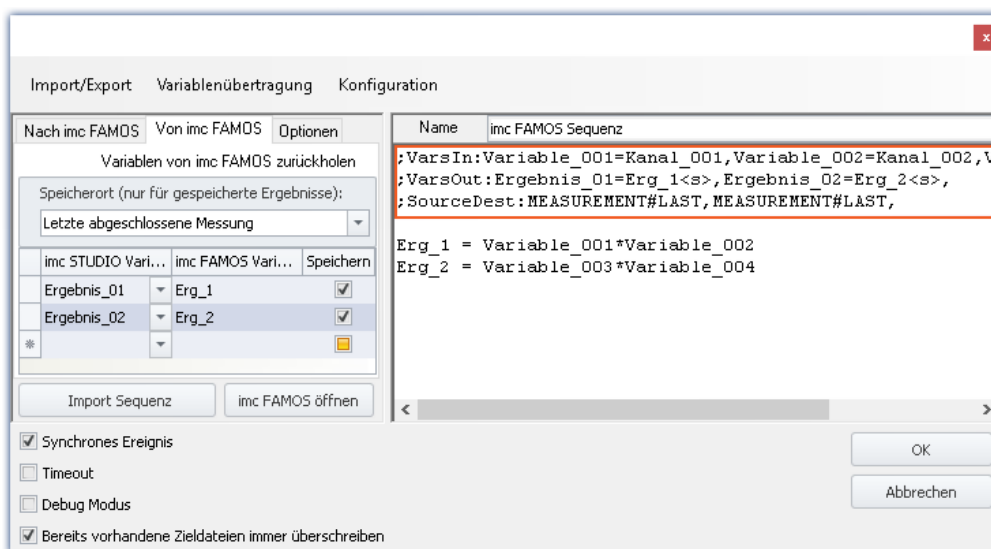 x
Import/Export Variablenübertragung Konfiguration
Nach imc FAMOS Von imc FAMOS Optionen
Variablen von imc FAMOS zurückholen
Speicherort (nur für gespeicherte Ergebnisse):
Letzte abgeschlossene Messung
imc STUDIO Vari... imc FAMOS Vari... Speichern
Ergebnis_01 Erg_1
Ergebnis_02 Erg_2
Import Sequenz imc FAMOS öffnen
Name imc FAMOS Sequenz
;VarsIn:Variable_001=Kanal_001,Variable_002=Kanal_002,V
;VarsOut:Ergebnis_01=Erg_1<s>,Ergebnis_02=Erg_2<s>,
;SourceDest:MEASUREMENT#LAST,MEASUREMENT#LAST,
Erg_1 = Variable_001*Variable_002
Erg_2 = Variable_003*Variable_004
Synchrones Ereignis
Timeout
Debug Modus
Bereits vorhandene Zieldateien immer überschreiben
OK
Abbrechen